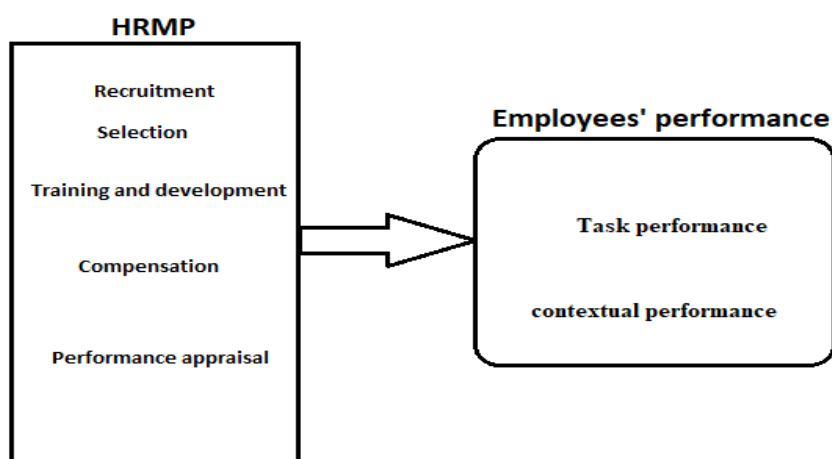 HRMP
Recruitment
Selection
Training and development
Compensation
Performance appraisal
Employees' performance
Task performance
contextual performance